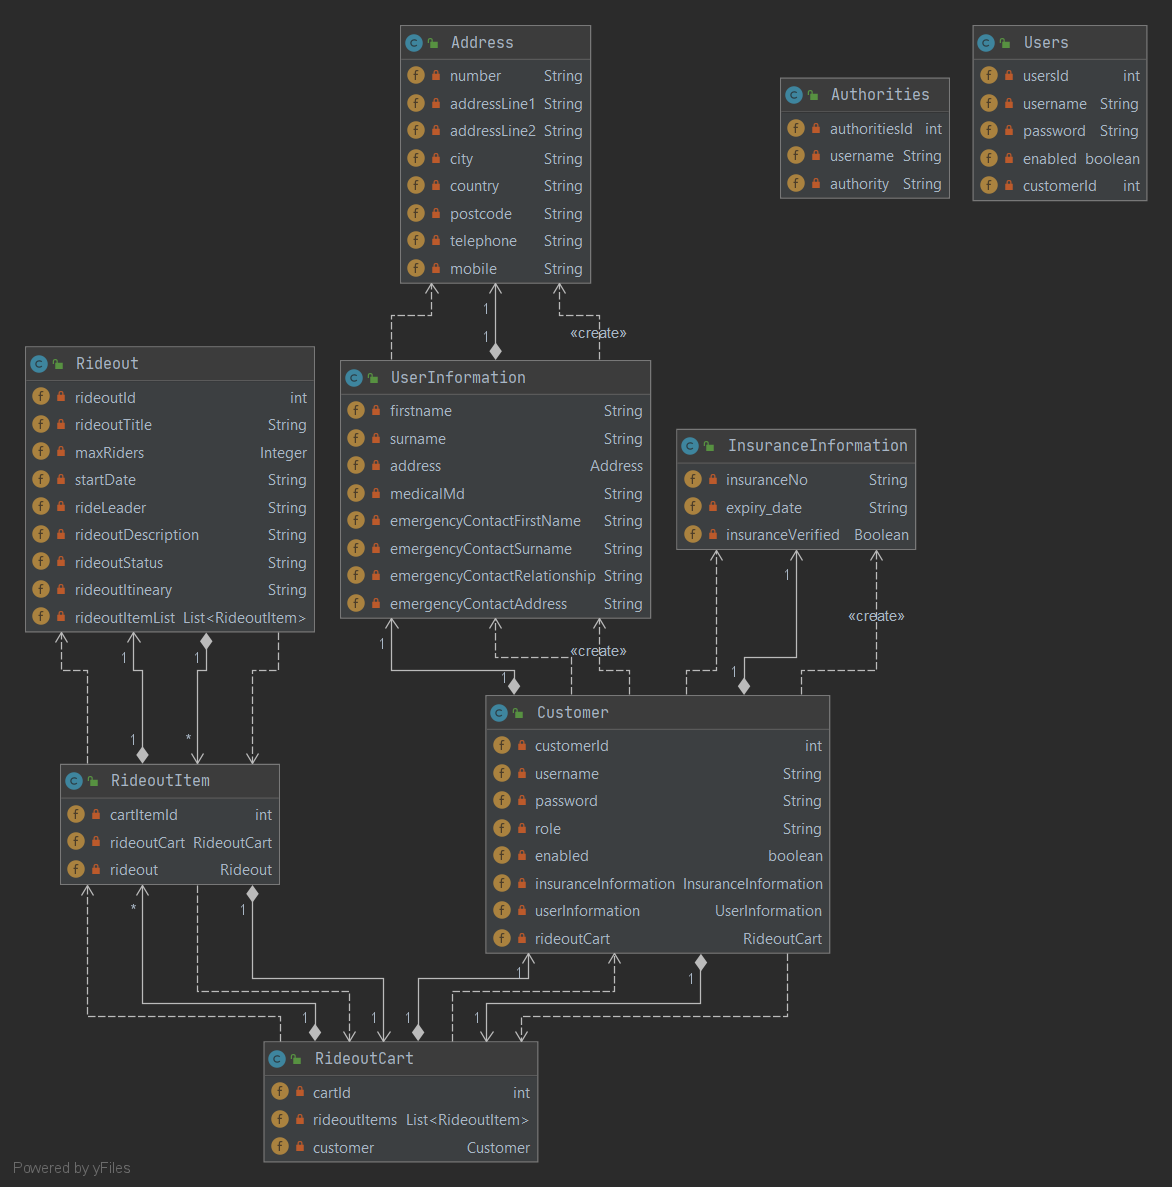 Address
number String
addressLine1 String
addressLine2 String
city String
country String
postcode String
telephone String
mobile String
Authorities
authoritiesId int
username String
authority String
Users
usersId int
username String
password String
enabled boolean
customerId int
1
1
«create»
Rideout
rideoutId int
rideoutTitle String
maxRiders Integer
startDate String
rideLeader String
rideoutDescription String
rideoutStatus String
rideoutItineary String
rideoutItemList List<RideoutItem>
UserInformation
firstname String
surname String
address Address
medicalMd String
emergencyContactFirstName String
emergencyContactSurname String
emergencyContactRelationship String
emergencyContactAddress String
InsuranceInformation
insuranceNo String
expiry_date String
insuranceVerified Boolean
1
«create»
1
1
1
«create»
1
1
1
*
RideoutItem
cartItemId int
rideoutCart RideoutCart
rideout Rideout
Customer
customerId int
username String
password String
role String
enabled boolean
insuranceInformation InsuranceInformation
userInformation UserInformation
rideoutCart RideoutCart
*
1
1
1
1
1
1
1
RideoutCart
cartId int
rideoutItems List<RideoutItem>
customer Customer
Powered by yFiles